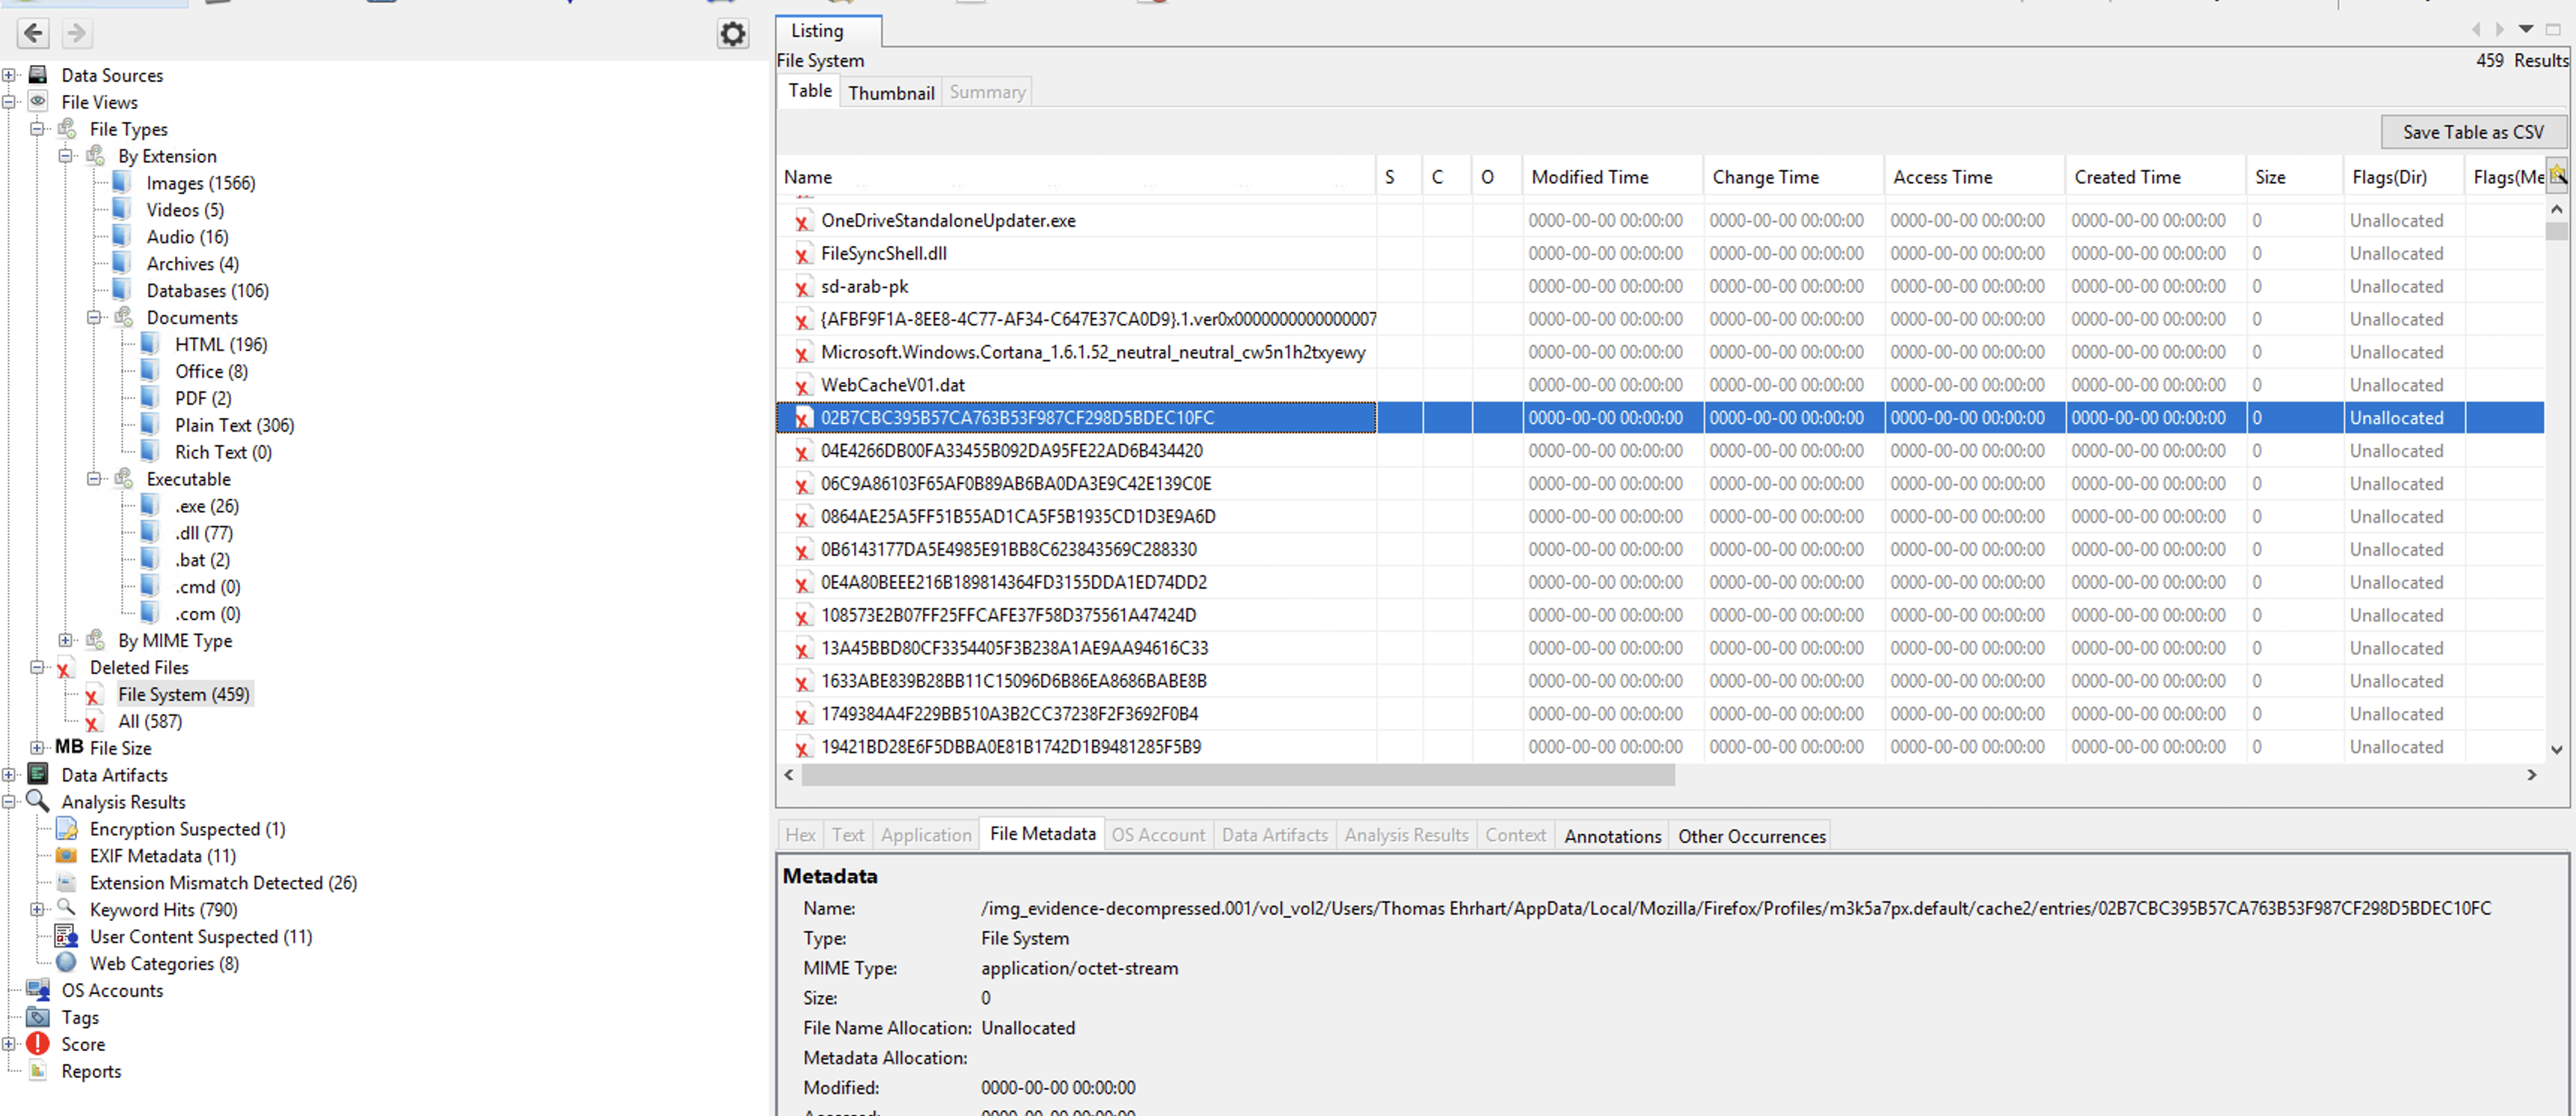 Data Sources
File Views
File Types
By Extension
Images (1566)
Videos (5)
Audio (16)
Archives (4)
Databases (106)
Documents
HTML (196)
Office (8)
PDF (2)
Plain Text (306)
Rich Text (0)
Executable
.exe (26)
.dll (77)
.bat (2)
.cmd (0)
.com (0)
By MIME Type
Deleted Files
File System (459)
All (587)
MB File Size
Data Artifacts
Analysis Results
Encryption Suspected (1)
EXIF Metadata (11)
Extension Mismatch Detected (26)
Keyword Hits (790)
User Content Suspected (11)
Web Categories (8)
OS Accounts
Tags
Score
Reports
Listing
File System 459 Results
Table Thumbnail Summary
Save Table as CSV
Name S C O Modified Time Change Time Access Time Created Time Size Flags(Dir) Flags(Me
OneDriveStandaloneUpdater.exe 0000-00-00 00:00:00 0000-00-00 00:00:00 0000-00-00 00:00:00 0000-00-00 00:00:00 0 Unallocated
FileSyncShell.dll 0000-00-00 00:00:00 0000-00-00 00:00:00 0000-00-00 00:00:00 0000-00-00 00:00:00 0 Unallocated
sd-arab-pk 0000-00-00 00:00:00 0000-00-00 00:00:00 0000-00-00 00:00:00 0000-00-00 00:00:00 0 Unallocated
{AFBF9F1A-8EE8-4C77-AF34-C647E37CA0D9}.1.ver0x0000000000000007 0000-00-00 00:00:00 0000-00-00 00:00:00 0000-00-00 00:00:00 0000-00-00 00:00:00 0 Unallocated
Microsoft.Windows.Cortana_1.6.1.52_neutral_neutral_cw5n1h2txyewy 0000-00-00 00:00:00 0000-00-00 00:00:00 0000-00-00 00:00:00 0000-00-00 00:00:00 0 Unallocated
WebCacheV01.dat 0000-00-00 00:00:00 0000-00-00 00:00:00 0000-00-00 00:00:00 0000-00-00 00:00:00 0 Unallocated
02B7CBC395B57CA763B53F987CF298D5BDEC10FC 0000-00-00 00:00:00 0000-00-00 00:00:00 0000-00-00 00:00:00 0000-00-00 00:00:00 0 Unallocated
04E4266DB00FA33455B092DA95FE22AD6B434420 0000-00-00 00:00:00 0000-00-00 00:00:00 0000-00-00 00:00:00 0000-00-00 00:00:00 0 Unallocated
06C9A86103F65AF0B89AB6BA0DA3E9C42E139C0E 0000-00-00 00:00:00 0000-00-00 00:00:00 0000-00-00 00:00:00 0000-00-00 00:00:00 0 Unallocated
0864AE25A5FF51B55AD1CA5F5B1935CD1D3E9A6D 0000-00-00 00:00:00 0000-00-00 00:00:00 0000-00-00 00:00:00 0000-00-00 00:00:00 0 Unallocated
0B6143177DA5E4985E91BB8C623843569C288330 0000-00-00 00:00:00 0000-00-00 00:00:00 0000-00-00 00:00:00 0000-00-00 00:00:00 0 Unallocated
0E4A80BEEE216B189814364FD3155DDA1ED74DD2 0000-00-00 00:00:00 0000-00-00 00:00:00 0000-00-00 00:00:00 0000-00-00 00:00:00 0 Unallocated
108573E2B07FF25FFCAFE37F58D375561A47424D 0000-00-00 00:00:00 0000-00-00 00:00:00 0000-00-00 00:00:00 0000-00-00 00:00:00 0 Unallocated
13A45BBD80CF3354405F3B238A1AE9AA94616C33 0000-00-00 00:00:00 0000-00-00 00:00:00 0000-00-00 00:00:00 0000-00-00 00:00:00 0 Unallocated
1633ABE839B28BB11C15096D6B86EA8686BABE8B 0000-00-00 00:00:00 0000-00-00 00:00:00 0000-00-00 00:00:00 0000-00-00 00:00:00 0 Unallocated
1749384A4F229BB510A3B2CC37238F2F3692F0B4 0000-00-00 00:00:00 0000-00-00 00:00:00 0000-00-00 00:00:00 0000-00-00 00:00:00 0 Unallocated
19421BD28E6F5DBBA0E81B1742D1B9481285F5B9 0000-00-00 00:00:00 0000-00-00 00:00:00 0000-00-00 00:00:00 0000-00-00 00:00:00 0 Unallocated
Hex Text Application File Metadata OS Account Data Artifacts Analysis Results Context Annotations Other Occurrences
Metadata
Name: /img_evidence-decompressed.001/vol_vol2/Users/Thomas Ehrhart/AppData/Local/Mozilla/Firefox/Profiles/m3k5a7px.default/cache2/entries/02B7CBC395B57CA763B53F987CF298D5BDEC10FC
Type: File System
MIME Type: application/octet-stream
Size: 0
File Name Allocation: Unallocated
Metadata Allocation:
Modified: 0000-00-00 00:00:00